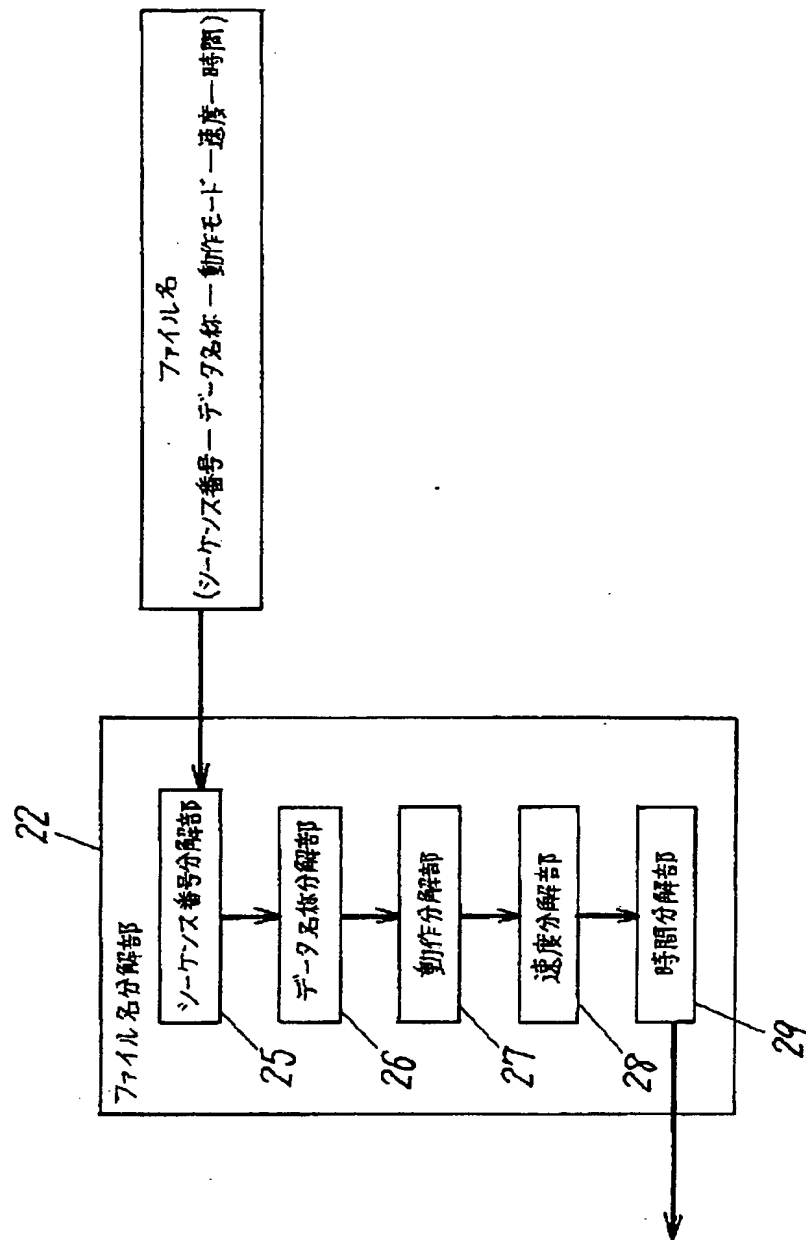 ファイル名
(シーケンス番号―データ名称―動作モード―速度―時間)
22
ファイル名分解部
シーケンス番号分解部
25
データ名称分解部
26
動作分解部
27
速度分解部
28
時間分解部
29